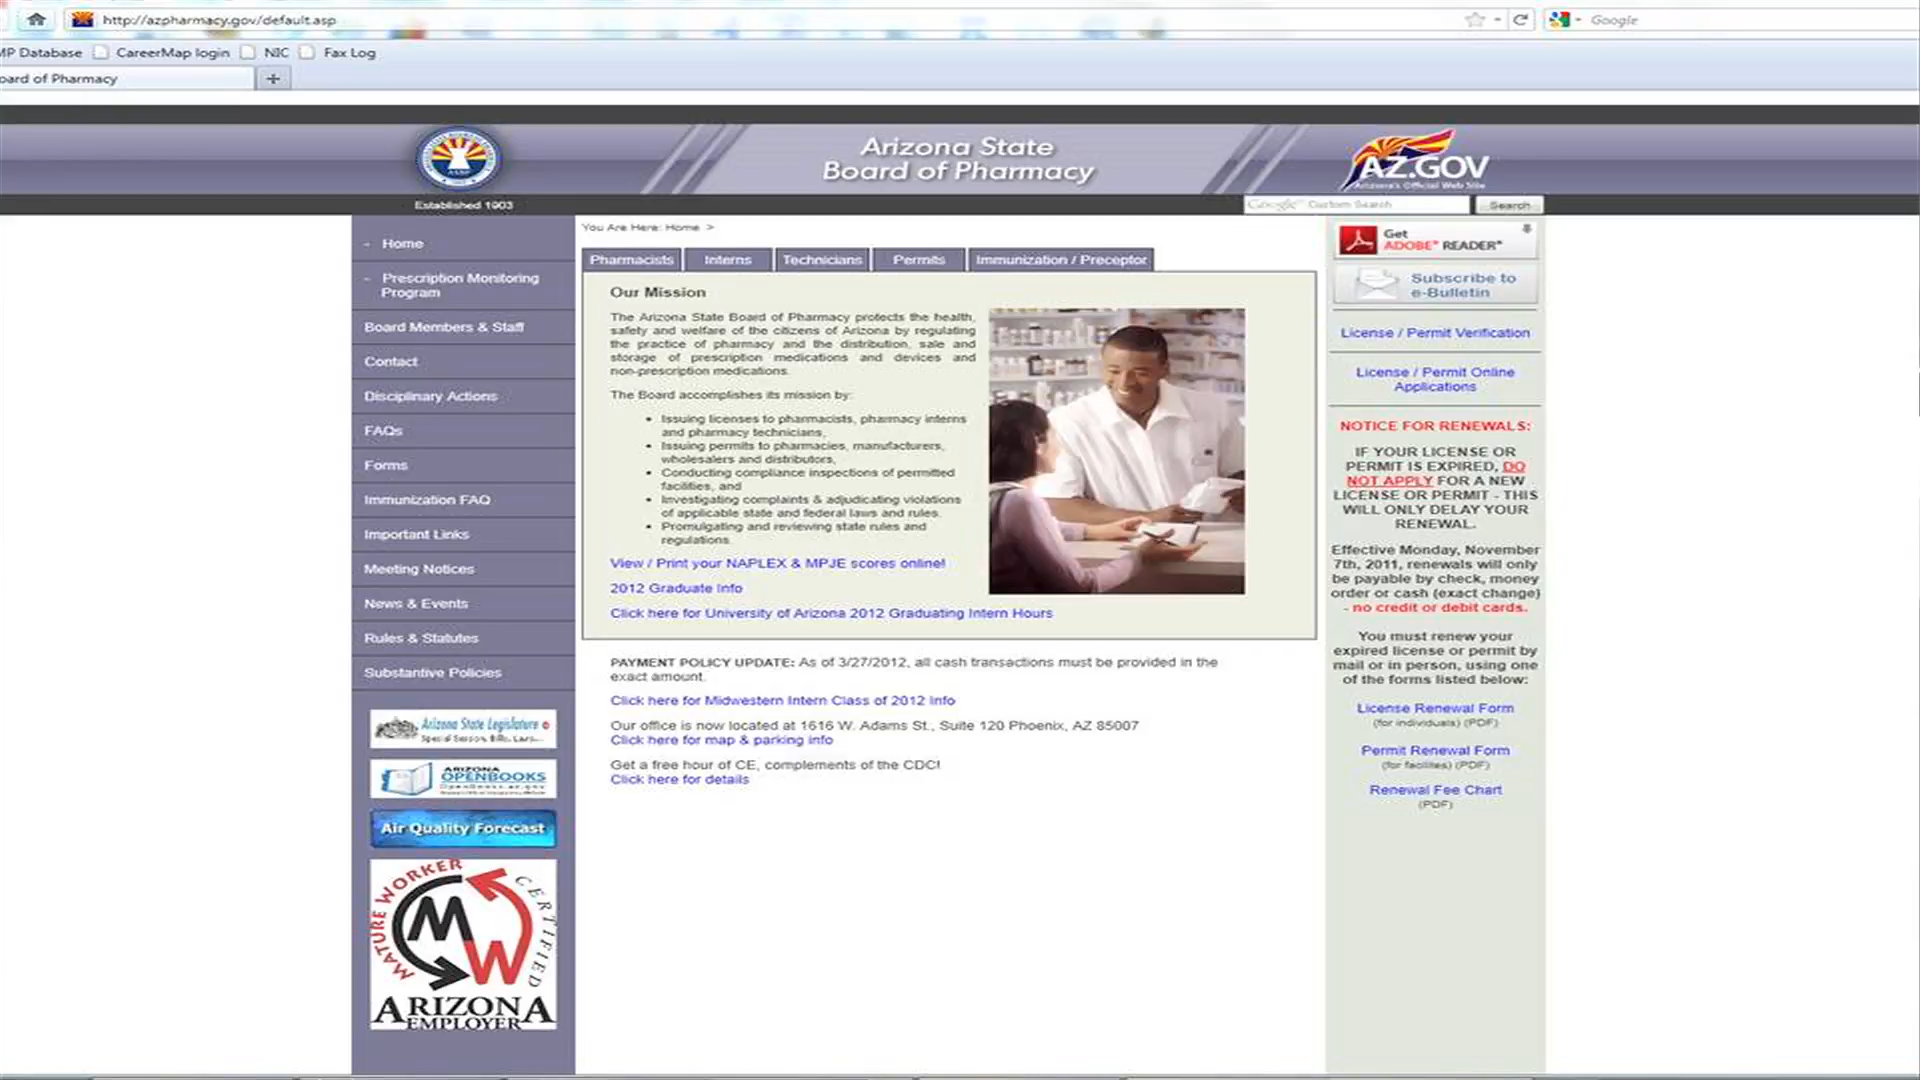 http://azpharmacy.gov/default.asp
Google
MP Database CareerMap login NIC Fax Log
oard of Pharmacy
Arizona State
Board of Pharmacy
AZ.GOV
Arizona's Official Web Site
Established 1903
Google Custom Search
Search
Home
Prescription Monitoring
Program
Board Members & Staff
Contact
Disciplinary Actions
FAQs
Forms
Immunization FAQ
Important Links
Meeting Notices
News & Events
Rules & Statutes
Substantive Policies
Arizona State Legislature
Special Session, Bills, Laws...
ARIZONA
OPENBOOKS
OpenBooks.az.gov
Air Quality Forecast
MATURE WORKER CERTIFIED
MW
ARIZONA
EMPLOYER
You Are Here: Home >
Pharmacists Interns Technicians Permits Immunization / Preceptor
Our Mission
The Arizona State Board of Pharmacy protects the health,
safety and welfare of the citizens of Arizona by regulating
the practice of pharmacy and the distribution, sale and
storage of prescription medications and devices and
non-prescription medications.
The Board accomplishes its mission by:
• Issuing licenses to pharmacists, pharmacy interns
and pharmacy technicians,
• Issuing permits to pharmacies, manufacturers,
wholesalers and distributors,
• Conducting compliance inspections of permitted
facilities, and
• Investigating complaints & adjudicating violations
of applicable state and federal laws and rules.
• Promulgating and reviewing state rules and
regulations.
View / Print your NAPLEX & MPJE scores online!
2012 Graduate Info
Click here for University of Arizona 2012 Graduating Intern Hours
PAYMENT POLICY UPDATE: As of 3/27/2012, all cash transactions must be provided in the
exact amount.
Click here for Midwestern Intern Class of 2012 Info
Our office is now located at 1616 W. Adams St., Suite 120 Phoenix, AZ 85007
Click here for map & parking info
Get a free hour of CE, complements of the CDC!
Click here for details
Get
ADOBE® READER®
Subscribe to
e-Bulletin
License / Permit Verification
License / Permit Online
Applications
NOTICE FOR RENEWALS:
IF YOUR LICENSE OR
PERMIT IS EXPIRED, DO
NOT APPLY FOR A NEW
LICENSE OR PERMIT - THIS
WILL ONLY DELAY YOUR
RENEWAL.
Effective Monday, November
7th, 2011, renewals will only
be payable by check, money
order or cash (exact change)
- no credit or debit cards.
You must renew your
expired license or permit by
mail or in person, using one
of the forms listed below:
License Renewal Form
(for individuals) (PDF)
Permit Renewal Form
(for facilites) (PDF)
Renewal Fee Chart
(PDF)